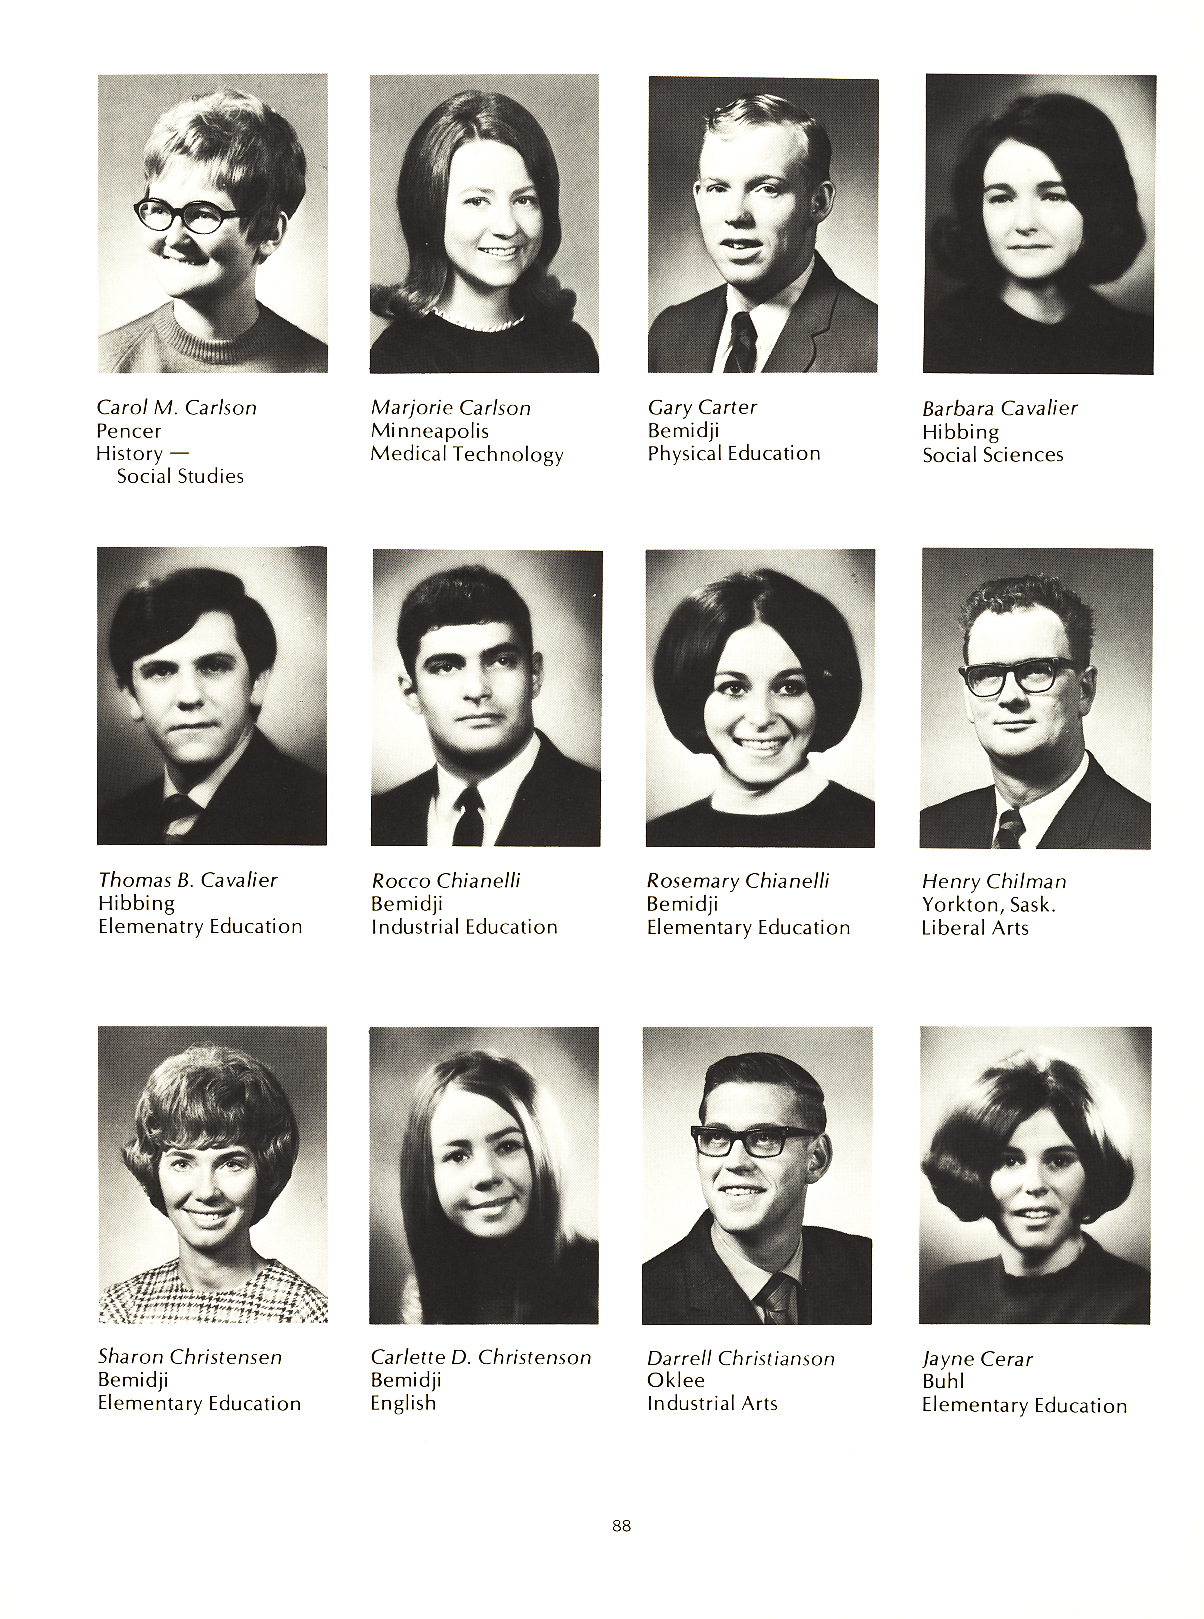 Carol M. Carlson
Pencer
History —
Social Studies
Marjorie Carlson
Minneapolis
Medical Technology
Gary Carter
Bemidji
Physical Education
Barbara Cavalier
Hibbing
Social Sciences
Thomas B. Cavalier
Hibbing
Elemenatry Education
Rocco Chianelli
Bemidji
Industrial Education
Rosemary Chianelli
Bemidji
Elementary Education
Henry Chilman
Yorkton, Sask.
Liberal Arts
Sharon Christensen
Bemidji
Elementary Education
Carlette D. Christenson
Bemidji
English
Darrell Christianson
Oklee
Industrial Arts
Jayne Cerar
Buhl
Elementary Education
88